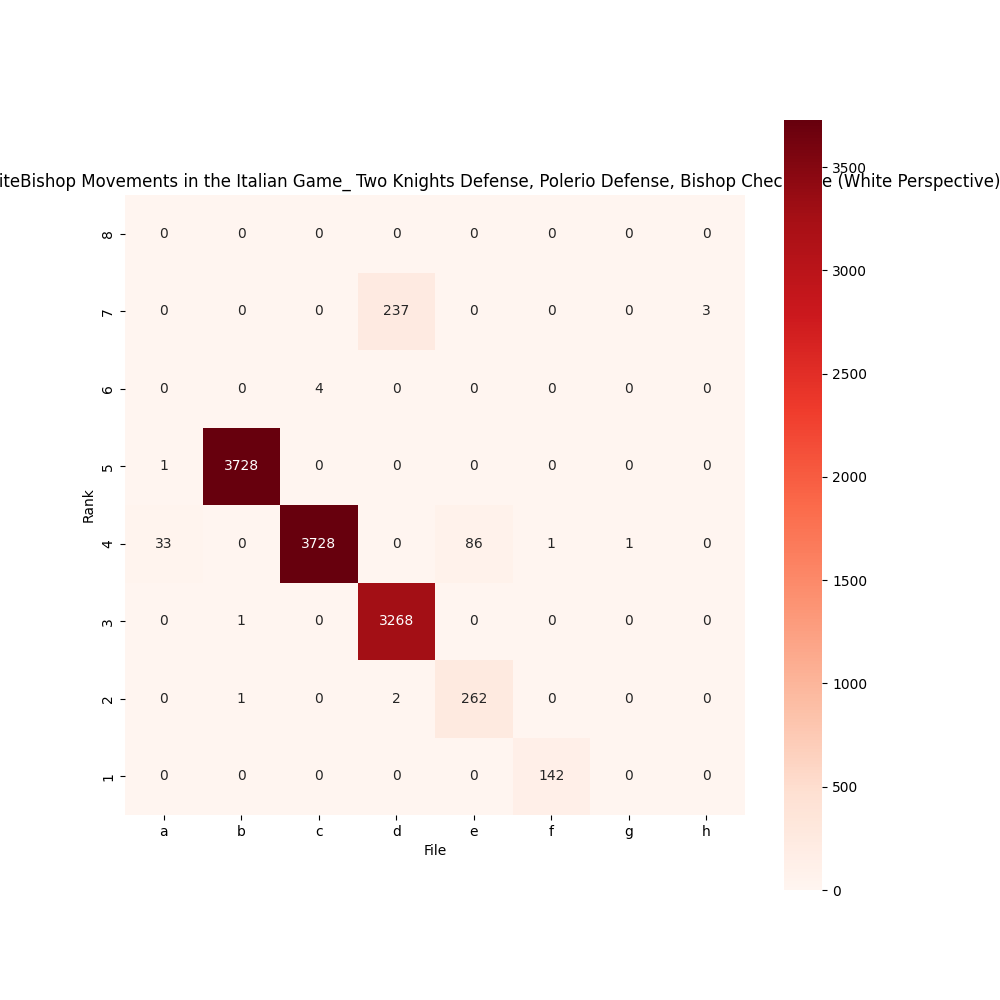 iteBishop Movements in the Italian Game_ Two Knights Defense, Polerio Defense, Bishop Chec e (White Perspective)
8 0 0 0 0 0 0 0 0
7 0 0 0 237 0 0 0 3
6 0 0 4 0 0 0 0 0
5 1 3728 0 0 0 0 0 0
4 33 0 3728 0 86 1 1 0
3 0 1 0 3268 0 0 0 0
2 0 1 0 2 262 0 0 0
1 0 0 0 0 0 142 0 0
a b c d e f g h
File
Rank
3500
3000
2500
2000
1500
1000
500
0